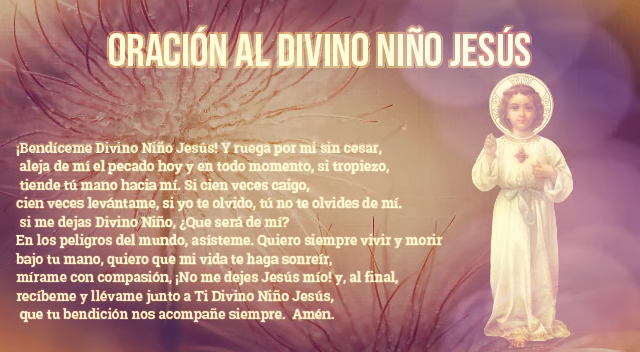 ORACIÓN AL DIVINO NIÑO JESÚS
¡Bendíceme Divino Niño Jesús! Y ruega por mi sin cesar,
aleja de mí el pecado hoy y en todo momento, si tropiezo,
tiende tú mano hacia mí. Si cien veces caigo,
cien veces levántame, si yo te olvido, tú no te olvides de mí.
si me dejas Divino Niño, ¿Que será de mí?
En los peligros del mundo, asísteme. Quiero siempre vivir y morir
bajo tu mano, quiero que mi vida te haga sonreír,
mírame con compasión, ¡No me dejes Jesús mío! y, al final,
recíbeme y llévame junto a Ti Divino Niño Jesús,
que tu bendición nos acompañe siempre. Amén.